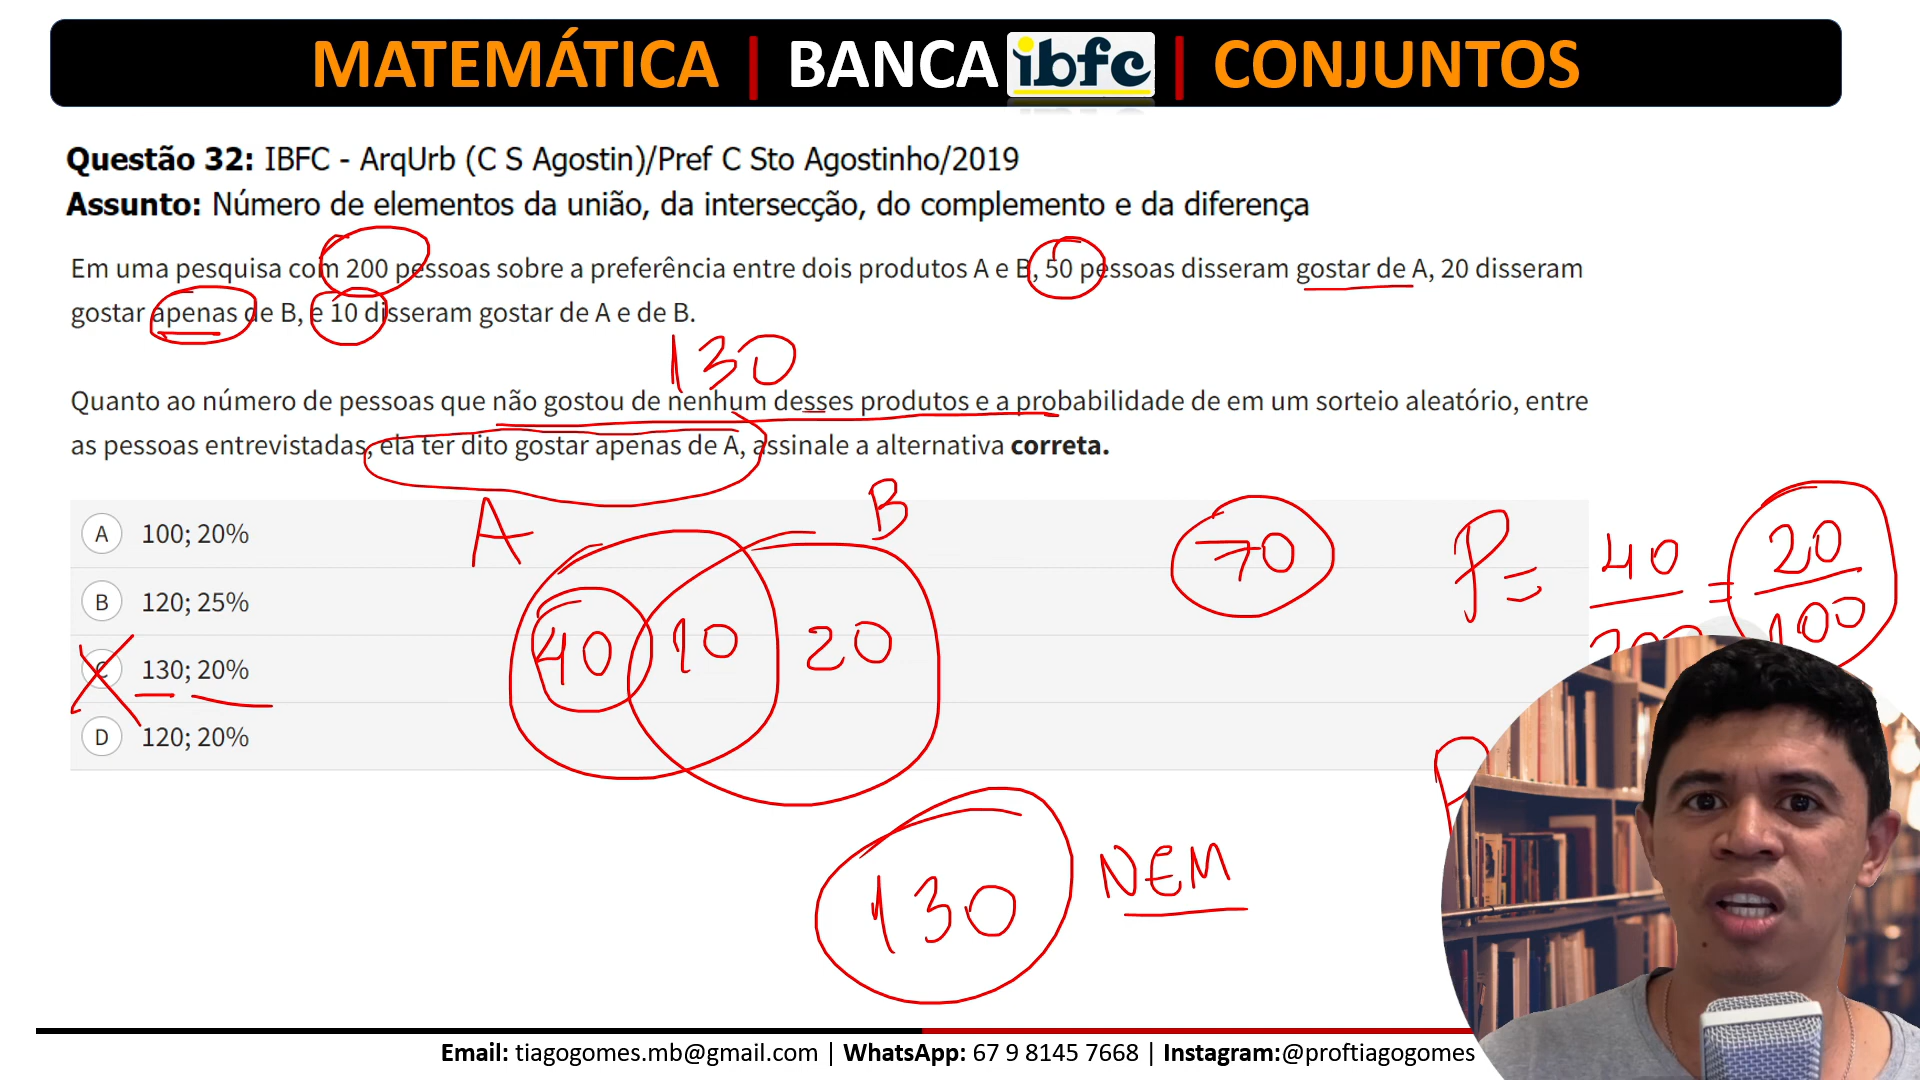 MATEMÁTICA | BANCA ibfc | CONJUNTOS
Questão 32: IBFC - ArqUrb (C S Agostin)/Pref C Sto Agostinho/2019
Assunto: Número de elementos da união, da intersecção, do complemento e da diferença
Em uma pesquisa com 200 pessoas sobre a preferência entre dois produtos A e B, 50 pessoas disseram gostar de A, 20 disseram
gostar apenas de B, e 10 disseram gostar de A e de B.
130
Quanto ao número de pessoas que não gostou de nenhum desses produtos e a probabilidade de em um sorteio aleatório, entre
as pessoas entrevistadas, ela ter dito gostar apenas de A, assinale a alternativa correta.
A 100; 20%
B 120; 25%
C 130; 20%
D 120; 20%
A B
40 10 20
70
P = 40 = 20
100
P
130 NEM
Email: tiagogomes.mb@gmail.com | WhatsApp: 67 9 8145 7668 | Instagram:@proftiagogomes